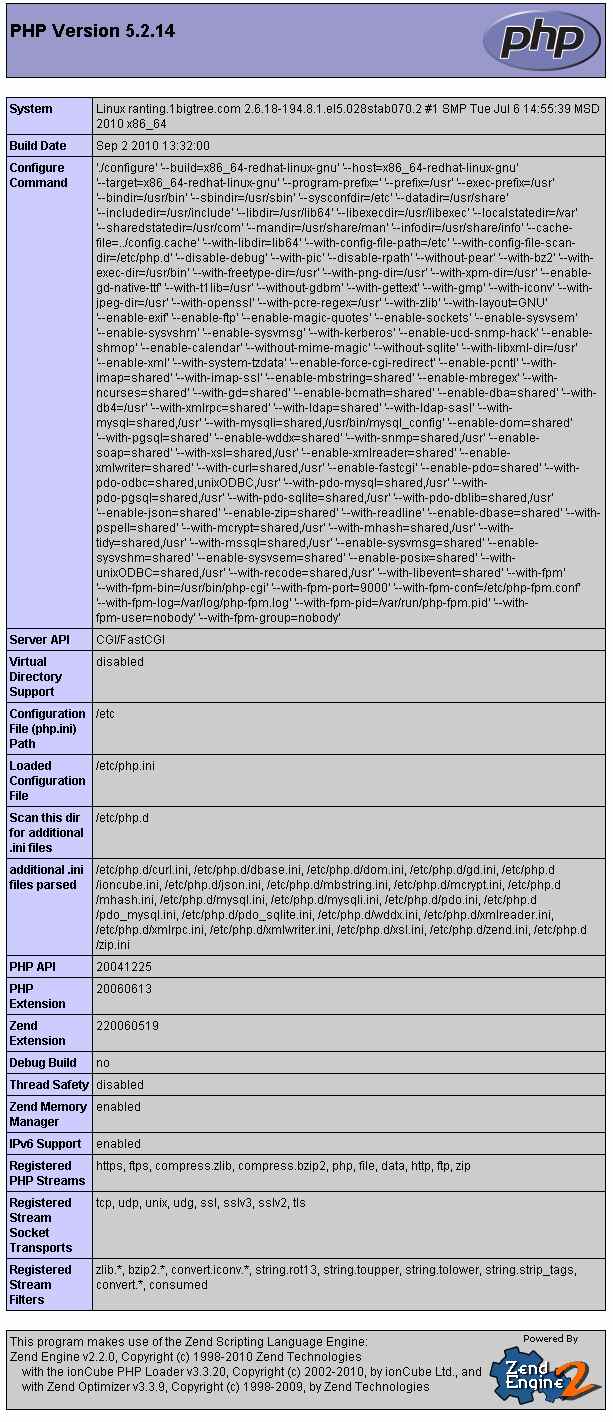 PHP Version 5.2.14
php
System
Linux ranting.1bigtree.com 2.6.18-194.8.1.el5.028stab070.2 #1 SMP Tue Jul 6 14:55:39 MSD
2010 x86_64
Build Date
Sep 2 2010 13:32:00
Configure
Command
'./configure' '--build=x86_64-redhat-linux-gnu' '--host=x86_64-redhat-linux-gnu'
'--target=x86_64-redhat-linux-gnu' '--program-prefix=' '--prefix=/usr' '--exec-prefix=/usr'
'--bindir=/usr/bin' '--sbindir=/usr/sbin' '--sysconfdir=/etc' '--datadir=/usr/share'
'--includedir=/usr/include' '--libdir=/usr/lib64' '--libexecdir=/usr/libexec' '--localstatedir=/var'
'--sharedstatedir=/usr/com' '--mandir=/usr/share/man' '--infodir=/usr/share/info' '--cache-
file=../config.cache' '--with-libdir=lib64' '--with-config-file-path=/etc' '--with-config-file-scan-
dir=/etc/php.d' '--disable-debug' '--with-pic' '--disable-rpath' '--without-pear' '--with-bz2' '--with-
exec-dir=/usr/bin' '--with-freetype-dir=/usr' '--with-png-dir=/usr' '--with-xpm-dir=/usr' '--enable-
gd-native-ttf' '--with-t1lib=/usr' '--without-gdbm' '--with-gettext' '--with-gmp' '--with-iconv' '--with-
jpeg-dir=/usr' '--with-openssl' '--with-pcre-regex=/usr' '--with-zlib' '--with-layout=GNU'
'--enable-exif' '--enable-ftp' '--enable-magic-quotes' '--enable-sockets' '--enable-sysvsem'
'--enable-sysvshm' '--enable-sysvmsg' '--with-kerberos' '--enable-ucd-snmp-hack' '--enable-
shmop' '--enable-calendar' '--without-mime-magic' '--without-sqlite' '--with-libxml-dir=/usr'
'--enable-xml' '--with-system-tzdata' '--enable-force-cgi-redirect' '--enable-pcntl' '--with-
imap=shared' '--with-imap-ssl' '--enable-mbstring=shared' '--enable-mbregex' '--with-
ncurses=shared' '--with-gd=shared' '--enable-bcmath=shared' '--enable-dba=shared' '--with-
db4=/usr' '--with-xmlrpc=shared' '--with-ldap=shared' '--with-ldap-sasl' '--with-
mysql=shared,/usr' '--with-mysqli=shared,/usr/bin/mysql_config' '--enable-dom=shared'
'--with-pgsql=shared' '--enable-wddx=shared' '--with-snmp=shared,/usr' '--enable-
soap=shared' '--with-xsl=shared,/usr' '--enable-xmlreader=shared' '--enable-
xmlwriter=shared' '--with-curl=shared,/usr' '--enable-fastcgi' '--enable-pdo=shared' '--with-
pdo-odbc=shared,unixODBC,/usr' '--with-pdo-mysql=shared,/usr' '--with-
pdo-pgsql=shared,/usr' '--with-pdo-sqlite=shared,/usr' '--with-pdo-dblib=shared,/usr'
'--enable-json=shared' '--enable-zip=shared' '--with-readline' '--enable-dbase=shared' '--with-
pspell=shared' '--with-mcrypt=shared,/usr' '--with-mhash=shared,/usr' '--with-
tidy=shared,/usr' '--with-mssql=shared,/usr' '--enable-sysvmsg=shared' '--enable-
sysvshm=shared' '--enable-sysvsem=shared' '--enable-posix=shared' '--with-
unixODBC=shared,/usr' '--with-recode=shared,/usr' '--with-libevent=shared' '--with-fpm'
'--with-fpm-bin=/usr/bin/php-cgi' '--with-fpm-port=9000' '--with-fpm-conf=/etc/php-fpm.conf'
'--with-fpm-log=/var/log/php-fpm.log' '--with-fpm-pid=/var/run/php-fpm.pid' '--with-
fpm-user=nobody' '--with-fpm-group=nobody'
Server API
CGI/FastCGI
Virtual
Directory
Support
disabled
Configuration
File (php.ini)
Path
/etc
Loaded
Configuration
File
/etc/php.ini
Scan this dir
for additional
.ini files
/etc/php.d
additional .ini
files parsed
/etc/php.d/curl.ini, /etc/php.d/dbase.ini, /etc/php.d/dom.ini, /etc/php.d/gd.ini, /etc/php.d
/ioncube.ini, /etc/php.d/json.ini, /etc/php.d/mbstring.ini, /etc/php.d/mcrypt.ini, /etc/php.d
/mhash.ini, /etc/php.d/mysql.ini, /etc/php.d/mysqli.ini, /etc/php.d/pdo.ini, /etc/php.d
/pdo_mysql.ini, /etc/php.d/pdo_sqlite.ini, /etc/php.d/wddx.ini, /etc/php.d/xmlreader.ini,
/etc/php.d/xmlrpc.ini, /etc/php.d/xmlwriter.ini, /etc/php.d/xsl.ini, /etc/php.d/zend.ini, /etc/php.d
/zip.ini
PHP API
20041225
PHP
Extension
20060613
Zend
Extension
220060519
Debug Build
no
Thread Safety
disabled
Zend Memory
Manager
enabled
IPv6 Support
enabled
Registered
PHP Streams
https, ftps, compress.zlib, compress.bzip2, php, file, data, http, ftp, zip
Registered
Stream
Socket
Transports
tcp, udp, unix, udg, ssl, sslv3, sslv2, tls
Registered
Stream
Filters
zlib.*, bzip2.*, convert.iconv.*, string.rot13, string.toupper, string.tolower, string.strip_tags,
convert.*, consumed
This program makes use of the Zend Scripting Language Engine:
Zend Engine v2.2.0, Copyright (c) 1998-2010 Zend Technologies
with the ionCube PHP Loader v3.3.20, Copyright (c) 2002-2010, by ionCube Ltd., and
with Zend Optimizer v3.3.9, Copyright (c) 1998-2009, by Zend Technologies
Powered By
Zend
Engine 2